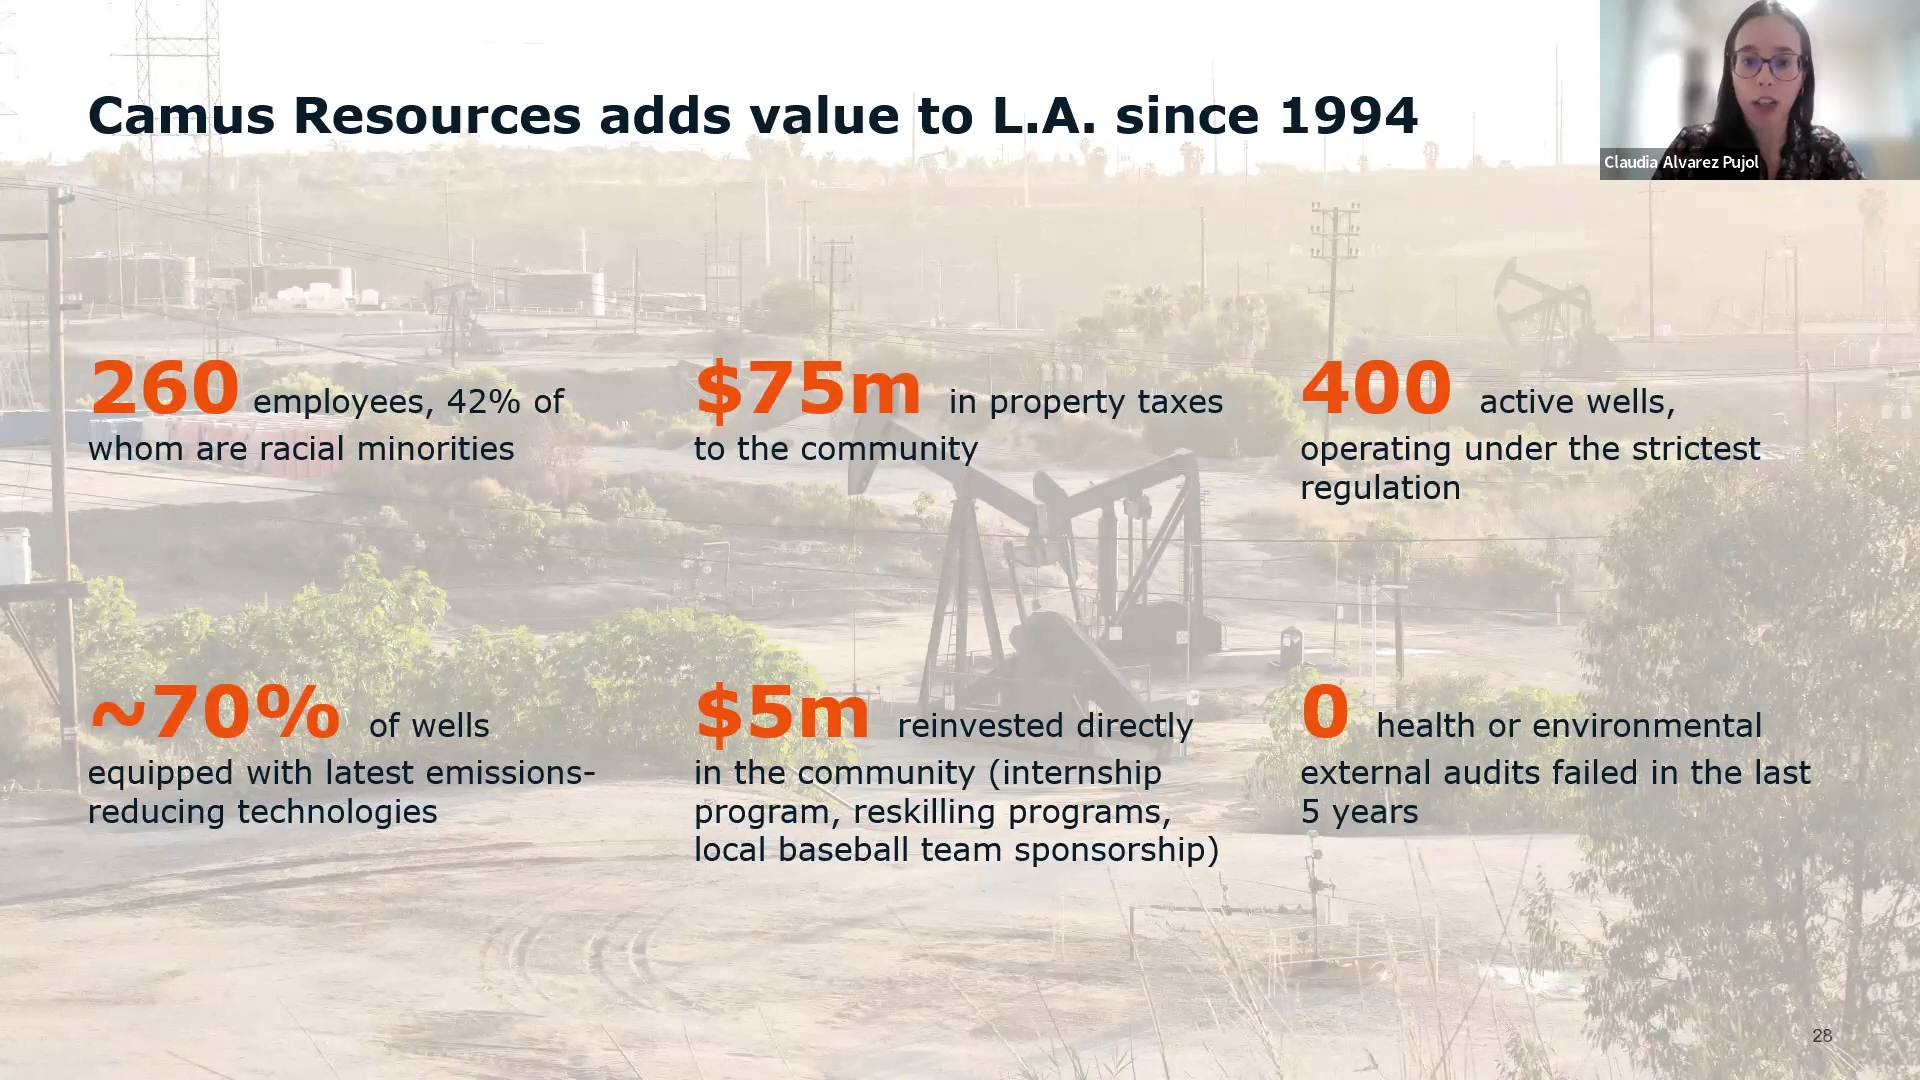 Camus Resources adds value to L.A. since 1994
Claudia Alvarez Pujol
260 employees, 42% of
whom are racial minorities
$75m in property taxes
to the community
400 active wells,
operating under the strictest
regulation
~70% of wells
equipped with latest emissions-
reducing technologies
$5m reinvested directly
in the community (internship
program, reskilling programs,
local baseball team sponsorship)
0 health or environmental
external audits failed in the last
5 years
28